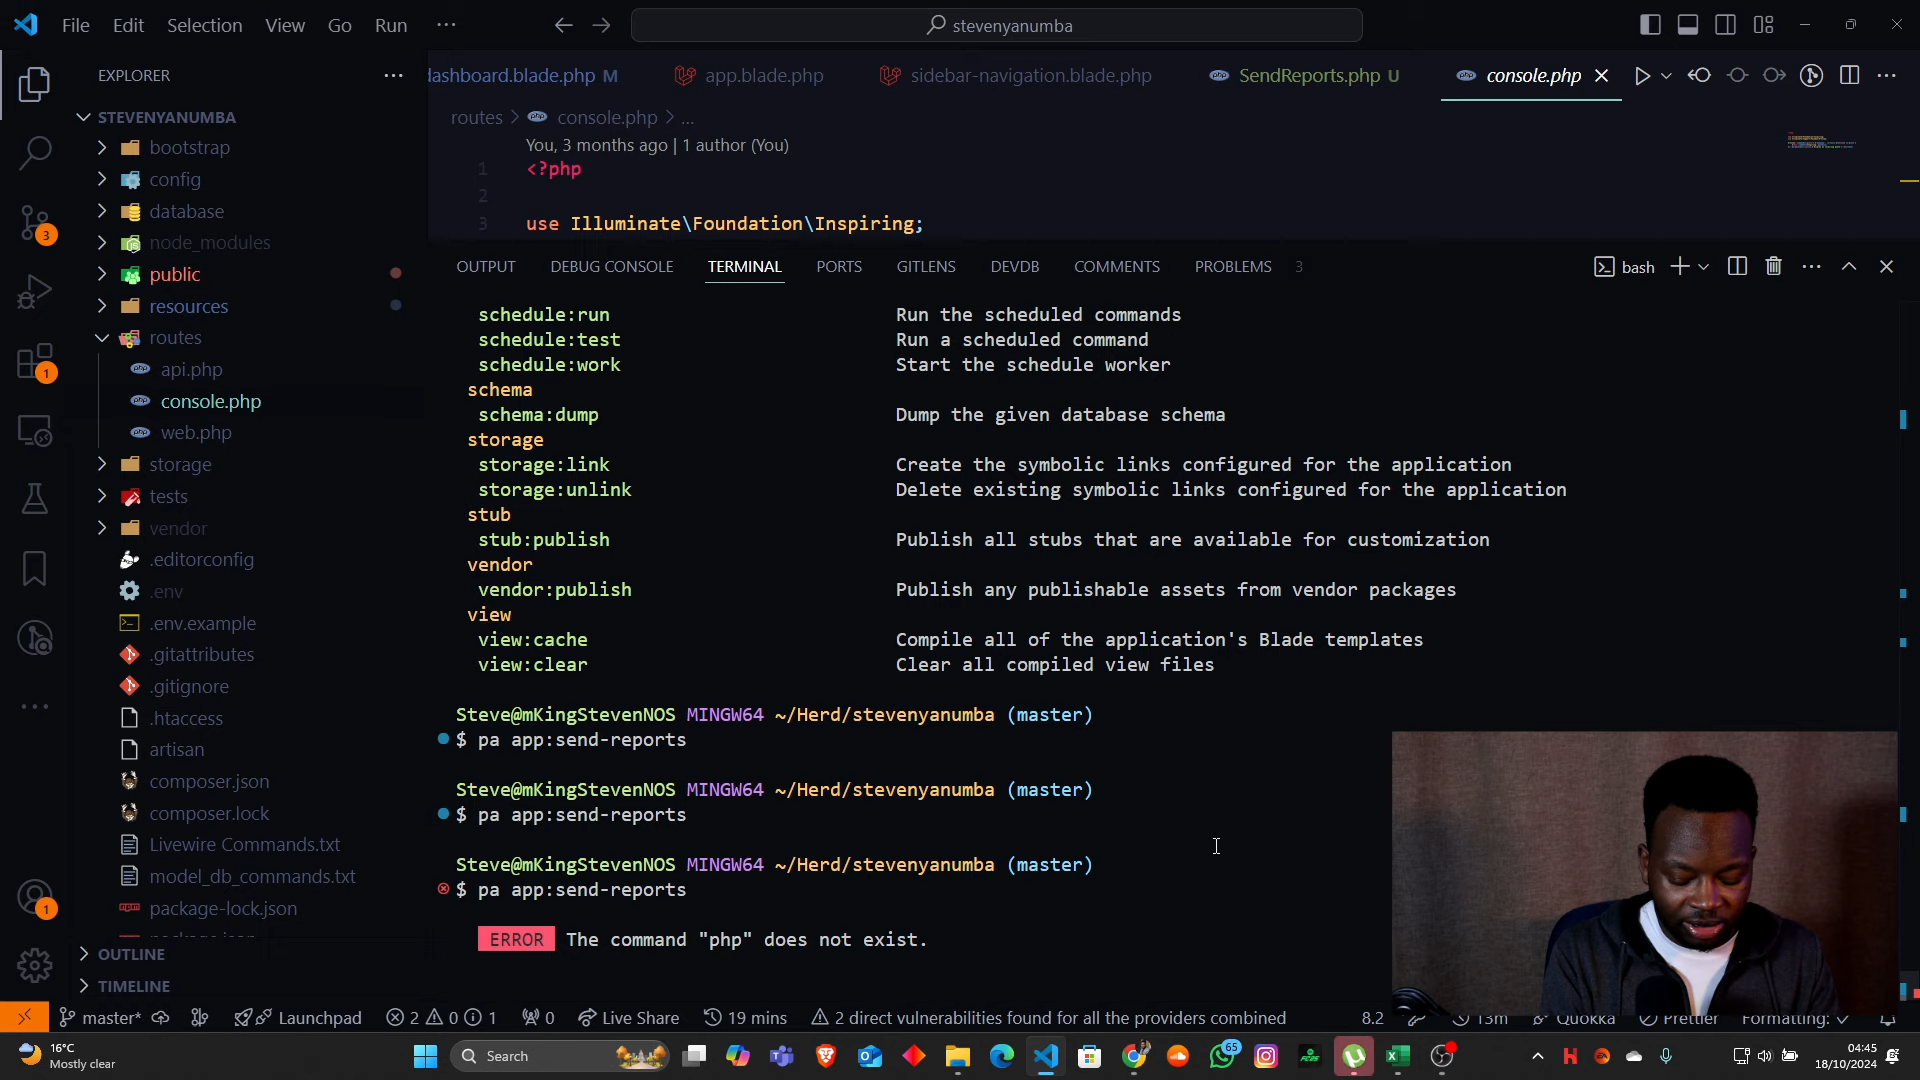 File Edit Selection View Go Run ···
stevenyanumba
EXPLORER
dashboard.blade.php M
app.blade.php
sidebar-navigation.blade.php
SendReports.php U
console.php
STEVENYANUMBA
bootstrap
config
database
node_modules
public
resources
routes
api.php
console.php
web.php
storage
tests
vendor
.editorconfig
.env
.env.example
.gitattributes
.gitignore
.htaccess
artisan
composer.json
composer.lock
Livewire Commands.txt
model_db_commands.txt
package-lock.json
OUTLINE
TIMELINE
3
1
1
routes > console.php > ...
You, 3 months ago | 1 author (You)
1 <?php
2
3 use Illuminate\Foundation\Inspiring;
OUTPUT DEBUG CONSOLE TERMINAL PORTS GITLENS DEVDB COMMENTS PROBLEMS 3
bash
schedule:run Run the scheduled commands
schedule:test Run a scheduled command
schedule:work Start the schedule worker
schema
schema:dump Dump the given database schema
storage
storage:link Create the symbolic links configured for the application
storage:unlink Delete existing symbolic links configured for the application
stub
stub:publish Publish all stubs that are available for customization
vendor
vendor:publish Publish any publishable assets from vendor packages
view
view:cache Compile all of the application's Blade templates
view:clear Clear all compiled view files
Steve@mKingStevenNOS MINGW64 ~/Herd/stevenyanumba (master)
$ pa app:send-reports
Steve@mKingStevenNOS MINGW64 ~/Herd/stevenyanumba (master)
$ pa app:send-reports
Steve@mKingStevenNOS MINGW64 ~/Herd/stevenyanumba (master)
$ pa app:send-reports
ERROR The command "php" does not exist.
master* Launchpad 2 0 1 0 Live Share 19 mins 2 direct vulnerabilities found for all the providers combined 8.2 13m Quokka Prettier Formatting:
16°C
Mostly clear
Search
65
04:45
18/10/2024